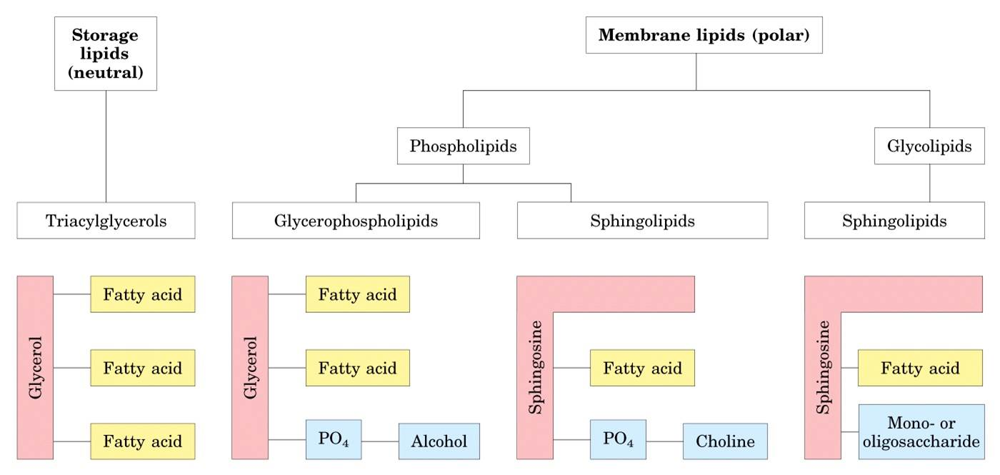 Storage
lipids
(neutral)
Membrane lipids (polar)
Phospholipids
Glycolipids
Triacylglycerols
Glycerophospholipids
Sphingolipids
Sphingolipids
Glycerol
Fatty acid
Fatty acid
Fatty acid
Glycerol
Fatty acid
Fatty acid
PO₄
Alcohol
Sphingosine
Fatty acid
PO₄
Choline
Sphingosine
Fatty acid
Mono- or
oligosaccharide